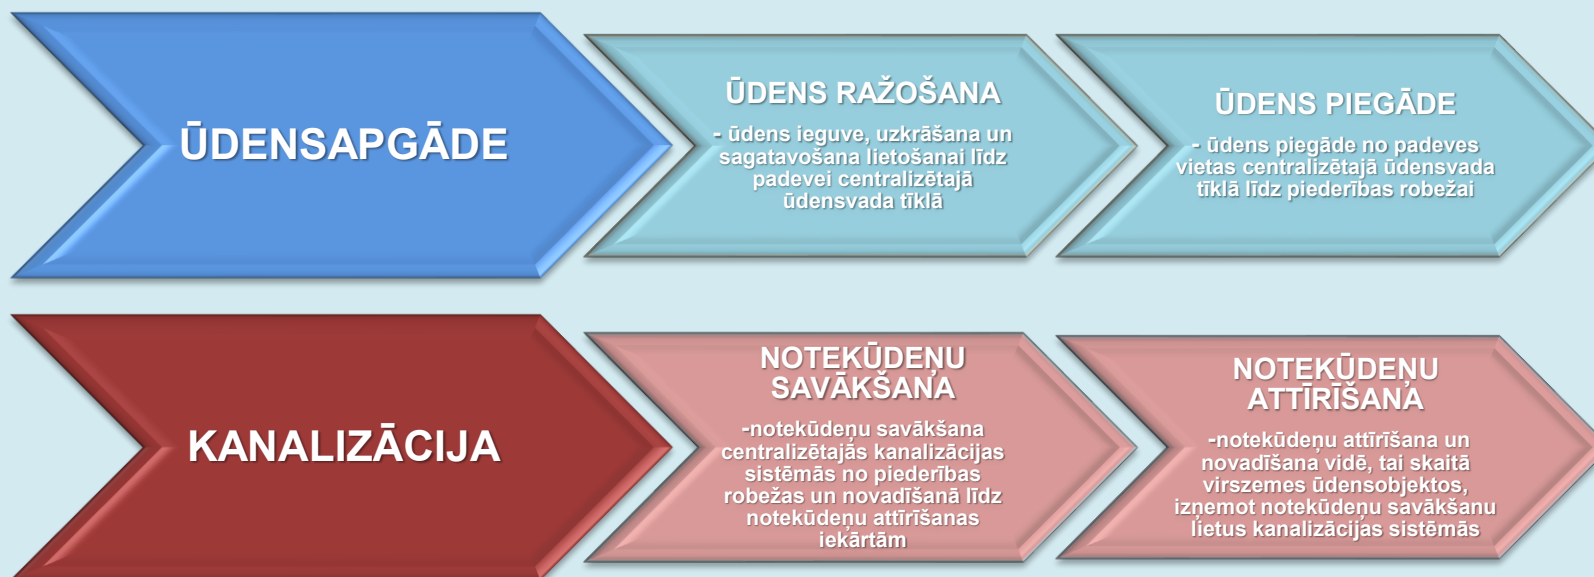 ŪDENSAPGĀDE
ŪDENS RAŽOŠANA
- ūdens ieguve, uzkrāšana un
sagatavošana lietošanai līdz
padevei centralizētajā
ūdensvada tīklā
ŪDENS PIEGĀDE
- ūdens piegāde no padeves
vietas centralizētajā ūdensvada
tīklā līdz piederības robežai
KANALIZĀCIJA
NOTEKŪDEŅU
SAVĀKŠANA
-notekūdeņu savākšana
centralizētajās kanalizācijas
sistēmās no piederības
robežas un novadīšanā līdz
notekūdeņu attīrīšanas
iekārtām
NOTEKŪDEŅU
ATTĪRĪŠANA
-notekūdeņu attīrīšana un
novadīšana vidē, tai skaitā
virszemes ūdensobjektos,
izņemot notekūdeņu savākšanu
lietus kanalizācijas sistēmās